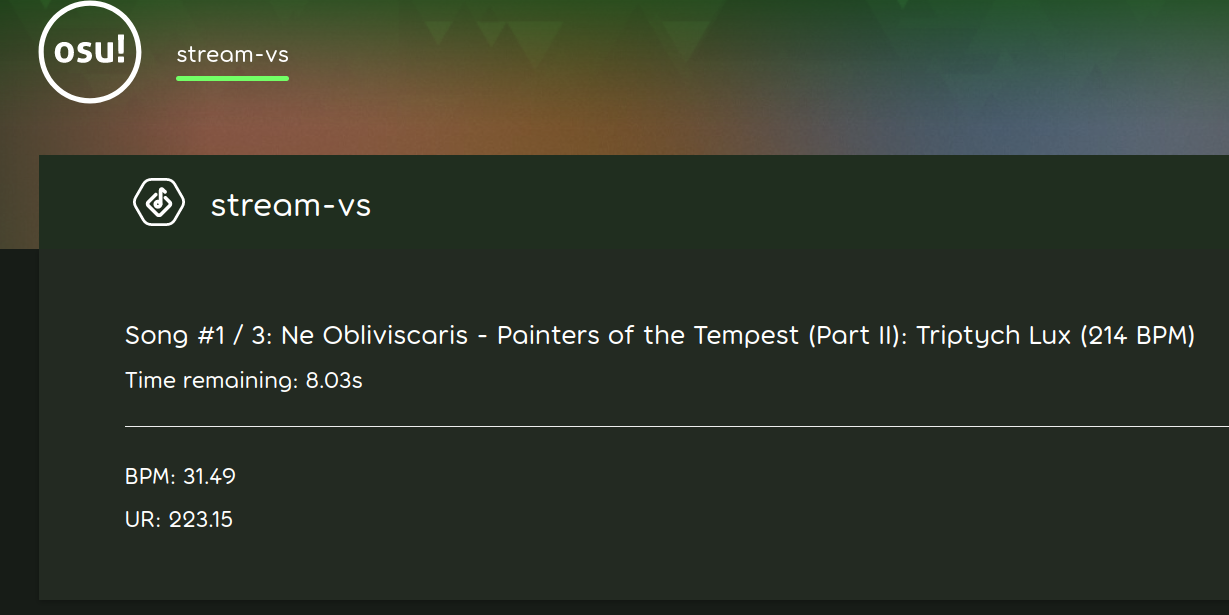 osu!
stream-vs
stream-vs
Song #1 / 3: Ne Obliviscaris - Painters of the Tempest (Part II): Triptych Lux (214 BPM)
Time remaining: 8.03s
BPM: 31.49
UR: 223.15